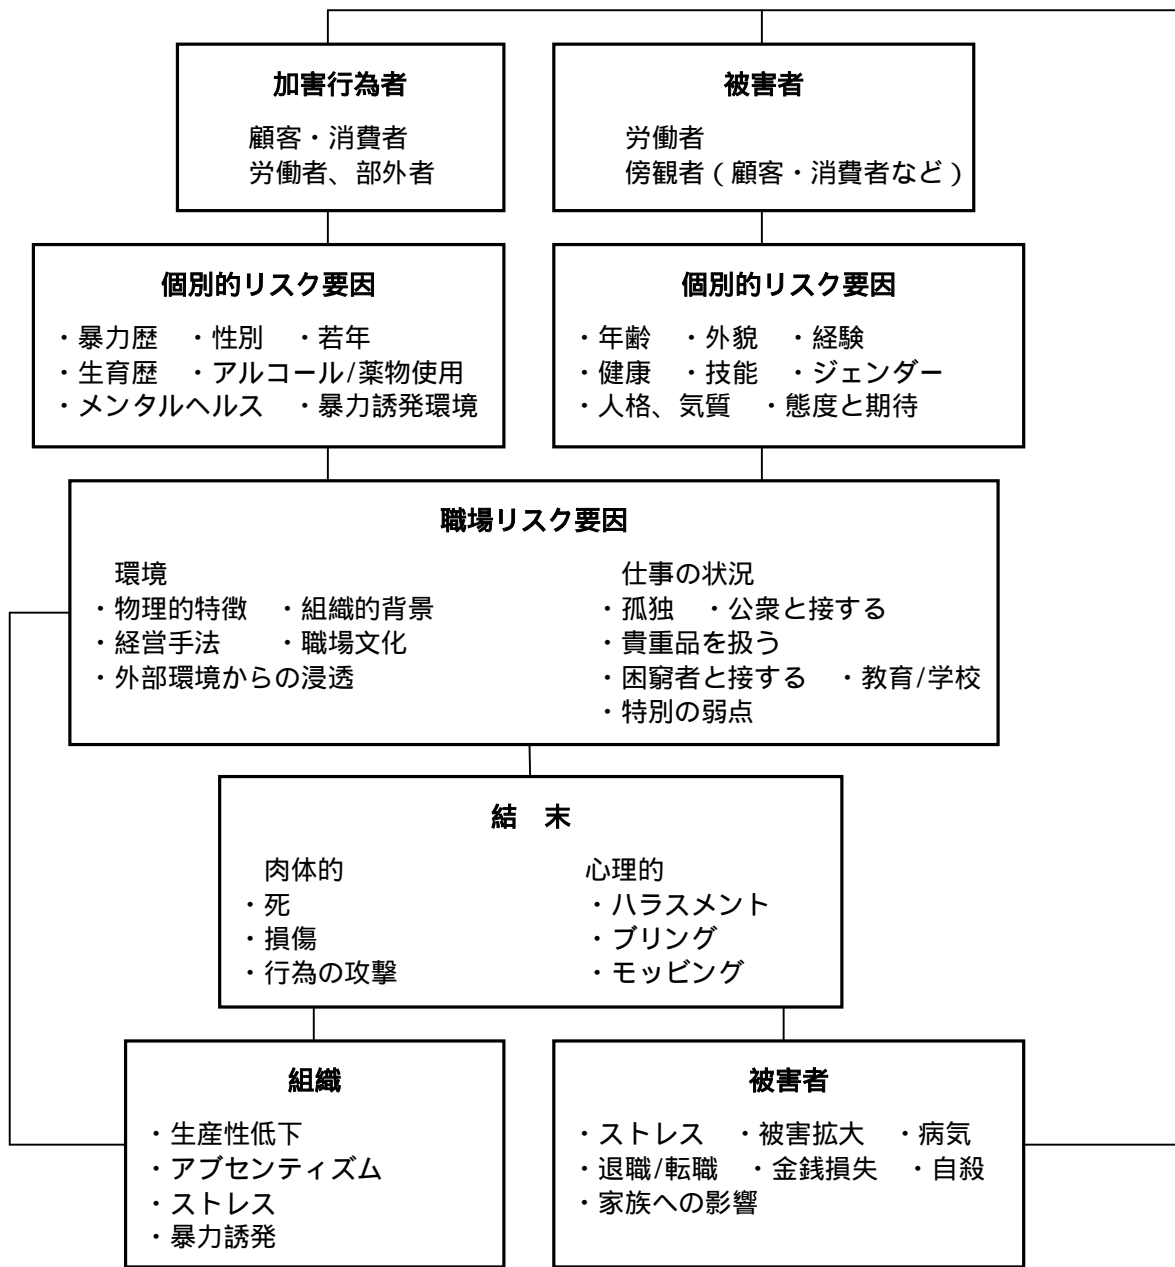 加害行為者
顧客・消費者
労働者、部外者
被害者
労働者
傍観者(顧客・消費者など)
個別的リスク要因
・暴力歴 ・性別 ・若年
・生育歴 ・アルコール/薬物使用
・メンタルヘルス ・暴力誘発環境
個別的リスク要因
・年齢 ・外貌 ・経験
・健康 ・技能 ・ジェンダー
・人格、気質 ・態度と期待
職場リスク要因
環境
・物理的特徴 ・組織的背景
・経営手法 ・職場文化
・外部環境からの浸透
仕事の状況
・孤独 ・公衆と接する
・貴重品を扱う
・困窮者と接する ・教育/学校
・特別の弱点
結 末
肉体的
・死
・損傷
・行為の攻撃
心理的
・ハラスメント
・ブリング
・モッビング
組織
・生産性低下
・アブセンティズム
・ストレス
・暴力誘発
被害者
・ストレス ・被害拡大 ・病気
・退職/転職 ・金銭損失 ・自殺
・家族への影響